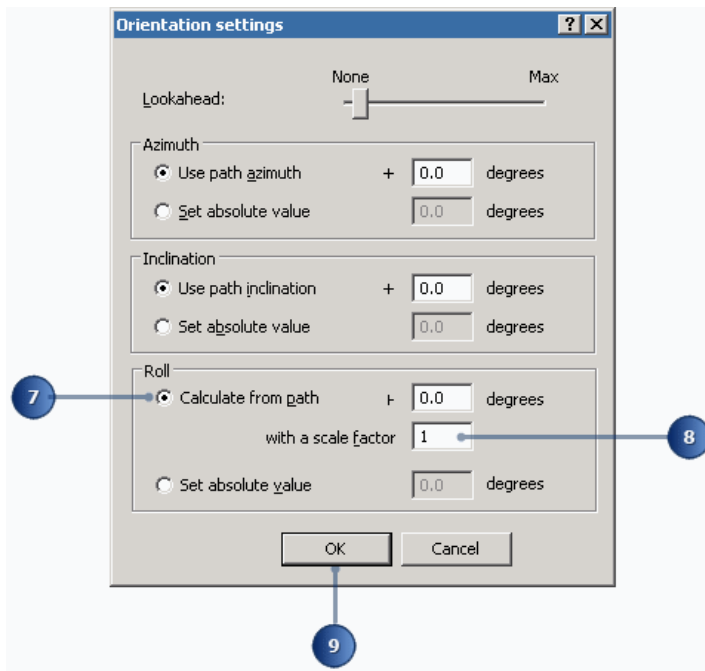 Orientation settings
None Max
Lookahead:
Azimuth
Use path azimuth + 0.0 degrees
Set absolute value 0.0 degrees
Inclination
Use path inclination + 0.0 degrees
Set absolute value 0.0 degrees
Roll
7 Calculate from path + 0.0 degrees
with a scale factor 1 8
Set absolute value 0.0 degrees
OK Cancel
9